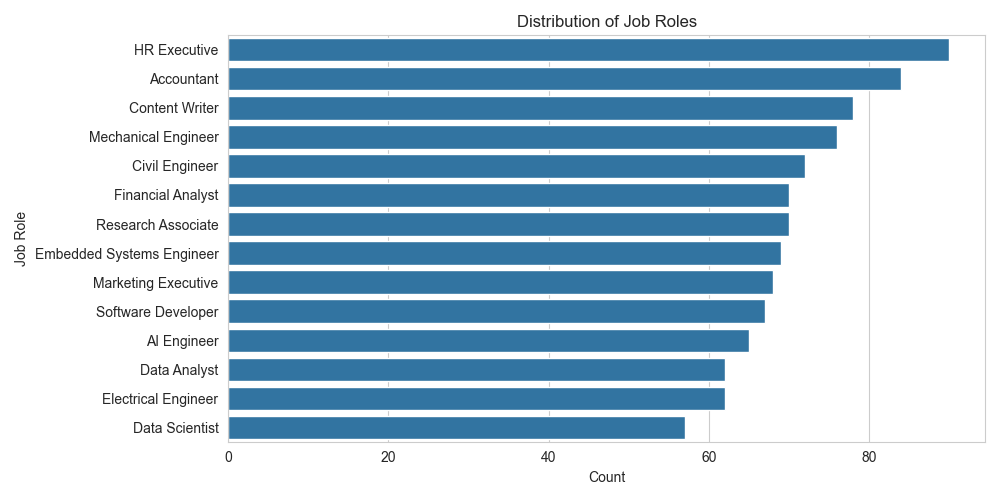 Distribution of Job Roles
Job Role
HR Executive
Accountant
Content Writer
Mechanical Engineer
Civil Engineer
Financial Analyst
Research Associate
Embedded Systems Engineer
Marketing Executive
Software Developer
AI Engineer
Data Analyst
Electrical Engineer
Data Scientist
0 20 40 60 80
Count